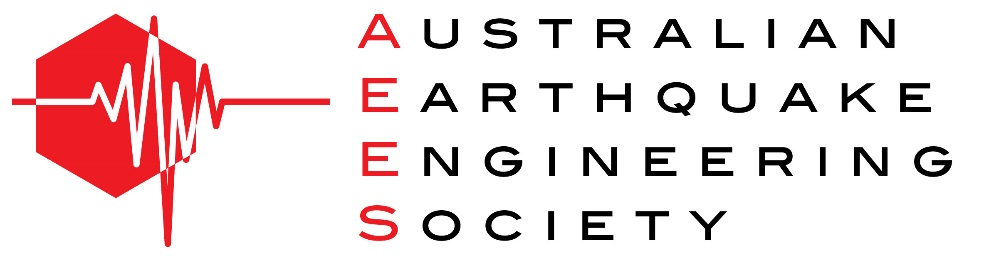 AUSTRALIAN
EARTHQUAKE
ENGINEERING
SOCIETY